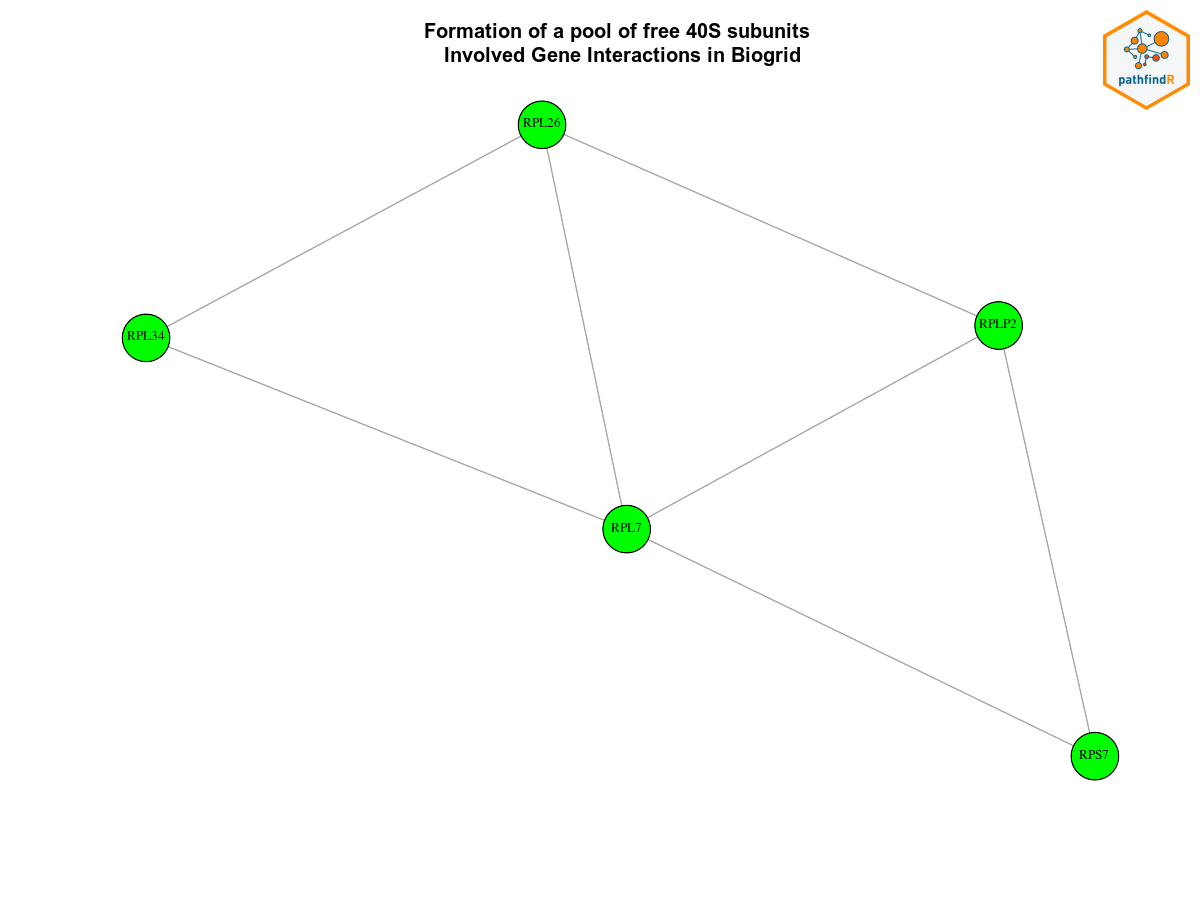 Formation of a pool of free 40S subunits
Involved Gene Interactions in Biogrid
pathfindR
RPL26
RPLP2
RPL34
RPL7
RPS7